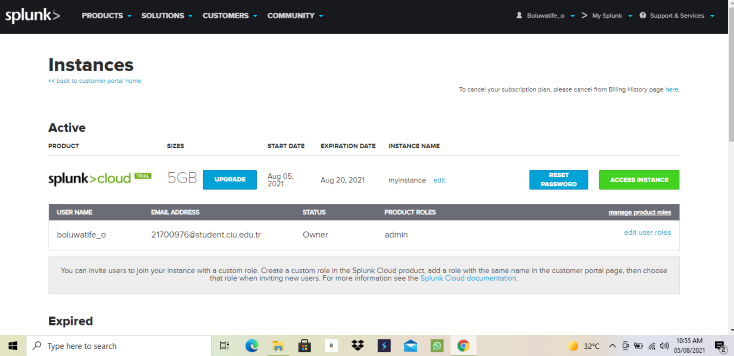 splunk> PRODUCTS SOLUTIONS CUSTOMERS COMMUNITY Boluwatife_o > My Splunk Support & Services
Instances
<< back to customer portal home
To cancel your subscription plan, please cancel from Billing History page here.
Active
PRODUCT SIZES START DATE EXPIRATION DATE INSTANCE NAME
splunk>cloud TRIAL 5GB UPGRADE Aug 05, 2021 Aug 20, 2021 myinstance edit RESET PASSWORD ACCESS INSTANCE
USER NAME EMAIL ADDRESS STATUS PRODUCT ROLES manage product roles
boluwatife_o 21700976@student.ciu.edu.tr Owner admin edit user roles
You can invite users to join your instance with a custom role. Create a custom role in the Splunk Cloud product, add a role with the same name in the customer portal page, then choose
that role when inviting new users. For more information see the Splunk Cloud documentation.
Expired
Type here to search 32°C 10:55 AM
05/08/2021 2